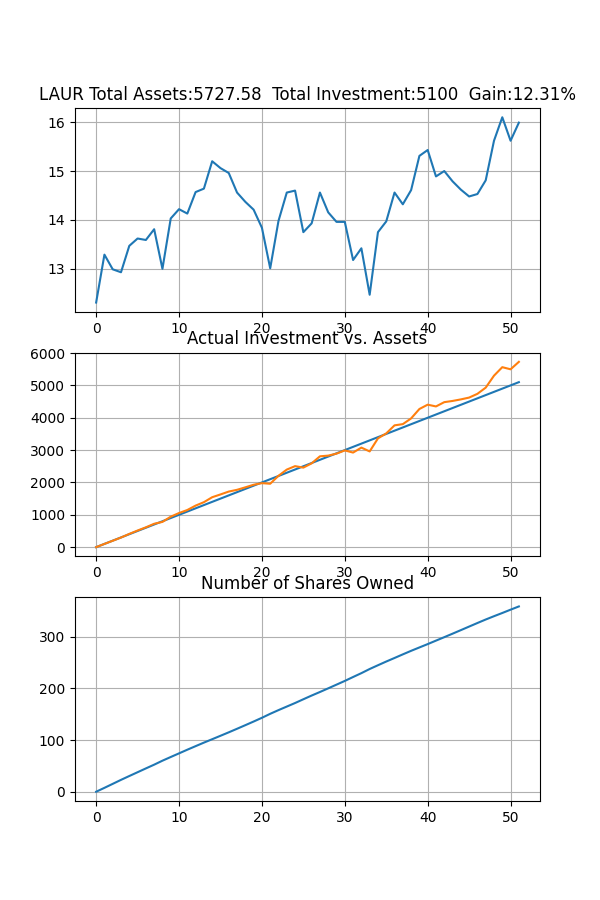 LAUR Total Assets:5727.58  Total Investment:5100  Gain:12.31%
16
15
14
13
0 10 20 30 40 50
Actual Investment vs. Assets
6000
5000
4000
3000
2000
1000
0
0 10 20 30 40 50
Number of Shares Owned
300
200
100
0
0 10 20 30 40 50